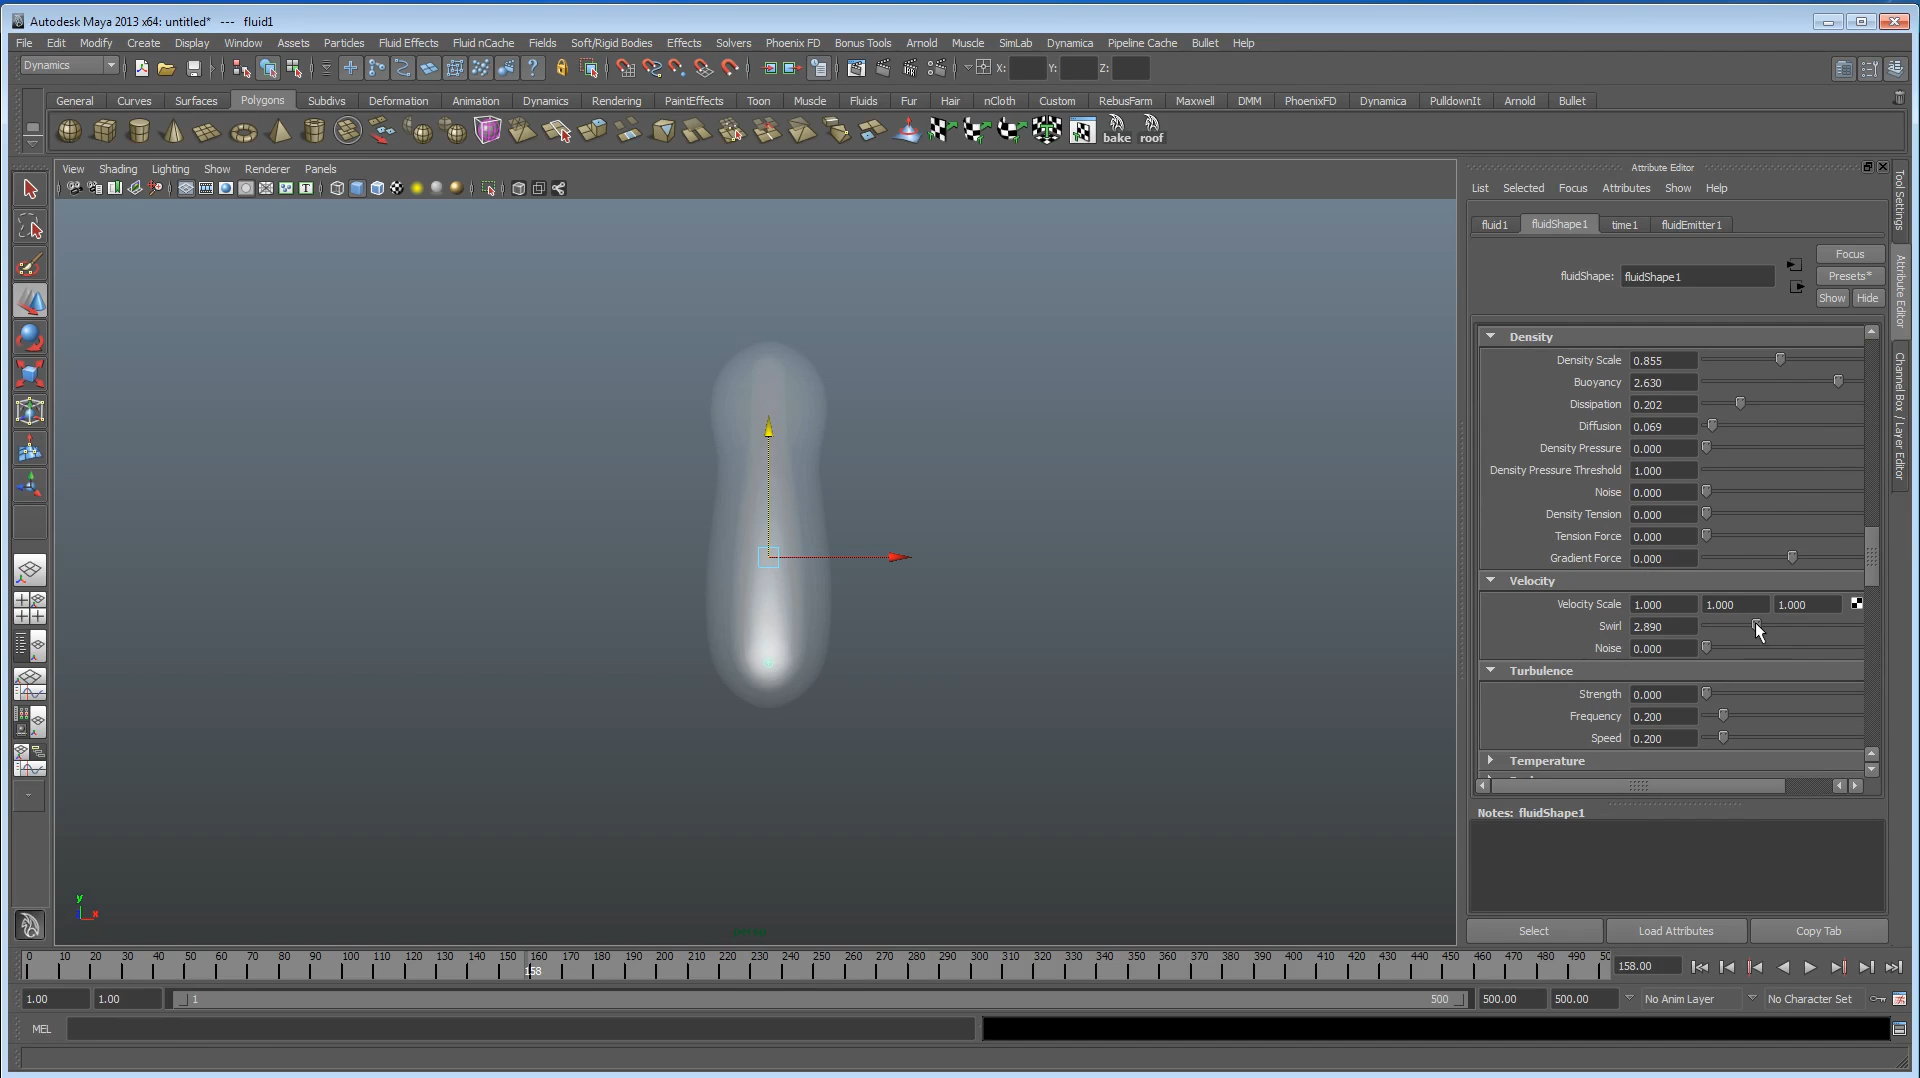 Autodesk Maya 2013 x64: untitled* --- fluid1
File Edit Modify Create Display Window Assets Particles Fluid Effects Fluid nCache Fields Soft/Rigid Bodies Effects Solvers Phoenix FD Bonus Tools Arnold Muscle SimLab Dynamica Pipeline Cache Bullet Help
Dynamics X: Y: Z:
General Curves Surfaces Polygons Subdivs Deformation Animation Dynamics Rendering PaintEffects Toon Muscle Fluids Fur Hair nCloth Custom RebusFarm Maxwell DMM PhoenixFD Dynamica PulldownIt Arnold Bullet
bake roof
View Shading Lighting Show Renderer Panels
Attribute Editor
List Selected Focus Attributes Show Help
fluid1 fluidShape1 time1 fluidEmitter1
Focus
fluidShape: fluidShape1 Presets*
Show Hide
Density
Density Scale 0.855
Buoyancy 2.630
Dissipation 0.202
Diffusion 0.069
Density Pressure 0.000
Density Pressure Threshold 1.000
Noise 0.000
Density Tension 0.000
Tension Force 0.000
Gradient Force 0.000
Velocity
Velocity Scale 1.000 1.000 1.000
Swirl 2.890
Noise 0.000
Turbulence
Strength 0.000
Frequency 0.200
Speed 0.200
Temperature
Notes: fluidShape1
Select Load Attributes Copy Tab
Tool Settings
Attribute Editor
Channel Box / Layer Editor
y
x
persp
0 10 20 30 40 50 60 70 80 90 100 110 120 130 140 150 160 170 180 190 200 210 220 230 240 250 260 270 280 290 300 310 320 330 340 350 360 370 380 390 400 410 420 430 440 450 460 470 480 490 50
158 158.00
1.00 1.00 1 500 500.00 500.00 No Anim Layer No Character Set
MEL